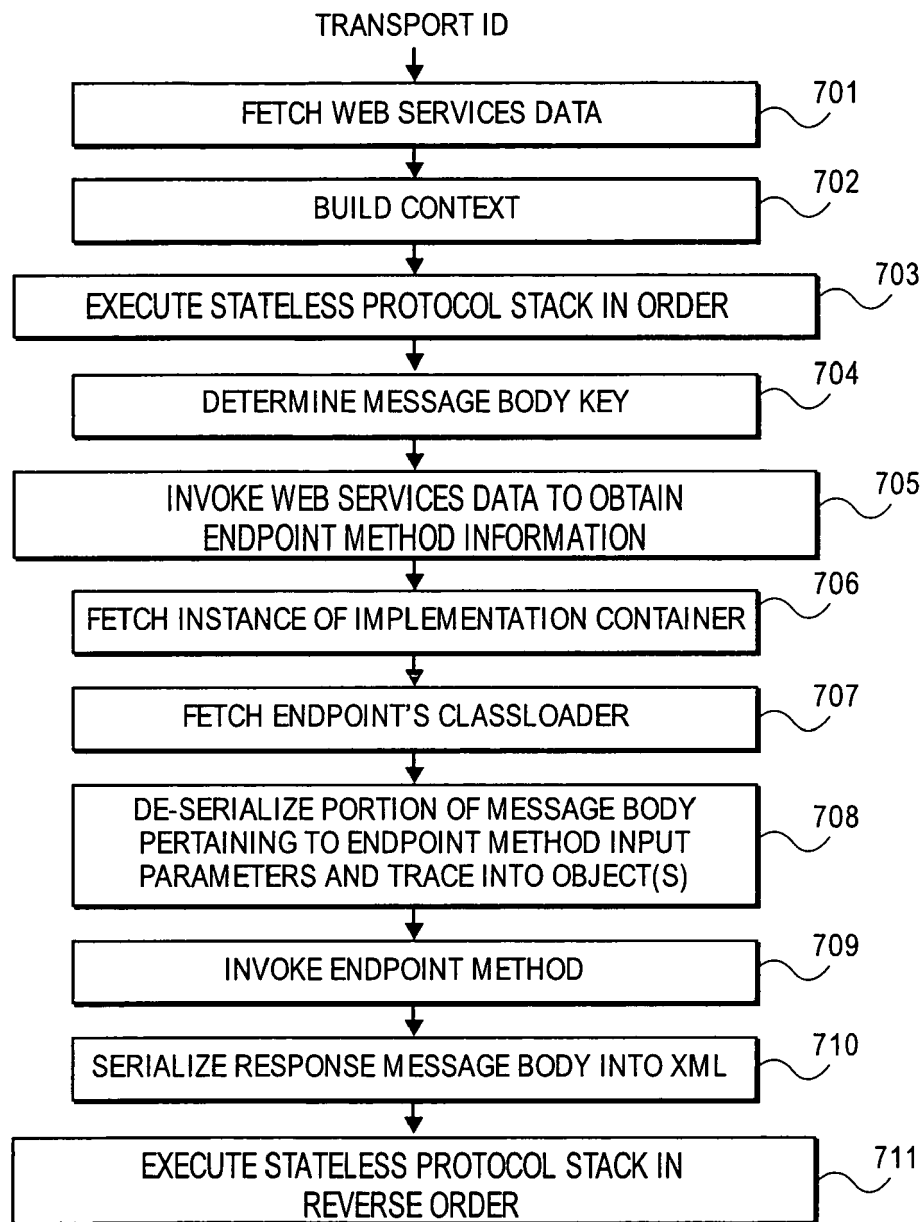 TRANSPORT ID
FETCH WEB SERVICES DATA
701
BUILD CONTEXT
702
EXECUTE STATELESS PROTOCOL STACK IN ORDER
703
DETERMINE MESSAGE BODY KEY
704
INVOKE WEB SERVICES DATA TO OBTAIN
ENDPOINT METHOD INFORMATION
705
FETCH INSTANCE OF IMPLEMENTATION CONTAINER
706
FETCH ENDPOINT'S CLASSLOADER
707
DE-SERIALIZE PORTION OF MESSAGE BODY
PERTAINING TO ENDPOINT METHOD INPUT
PARAMETERS AND TRACE INTO OBJECT(S)
708
INVOKE ENDPOINT METHOD
709
SERIALIZE RESPONSE MESSAGE BODY INTO XML
710
EXECUTE STATELESS PROTOCOL STACK IN
REVERSE ORDER
711